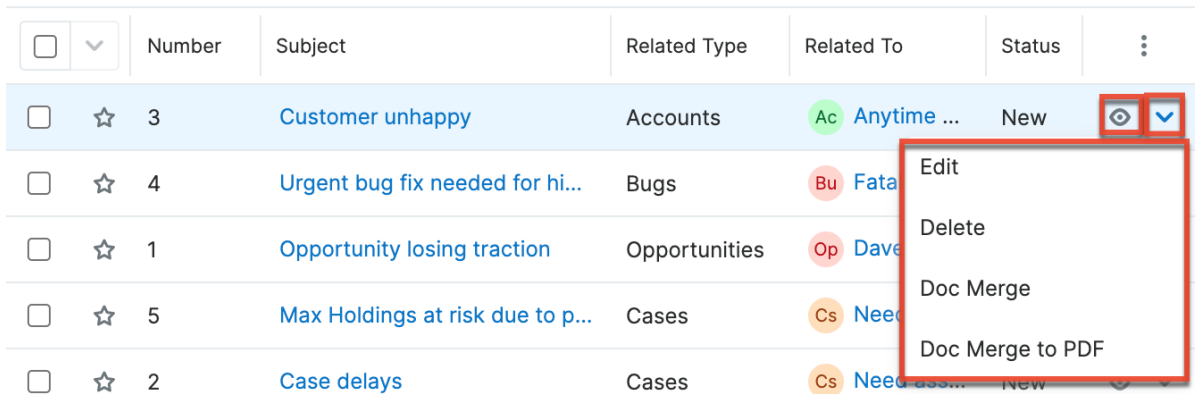 Number Subject Related Type Related To Status
3 Customer unhappy Accounts Ac Anytime ... New
Edit
4 Urgent bug fix needed for hi... Bugs Bu Fata
Delete
1 Opportunity losing traction Opportunities Op Dave
Doc Merge
5 Max Holdings at risk due to p... Cases Cs Need
Doc Merge to PDF
2 Case delays Cases Cs Need ass... New